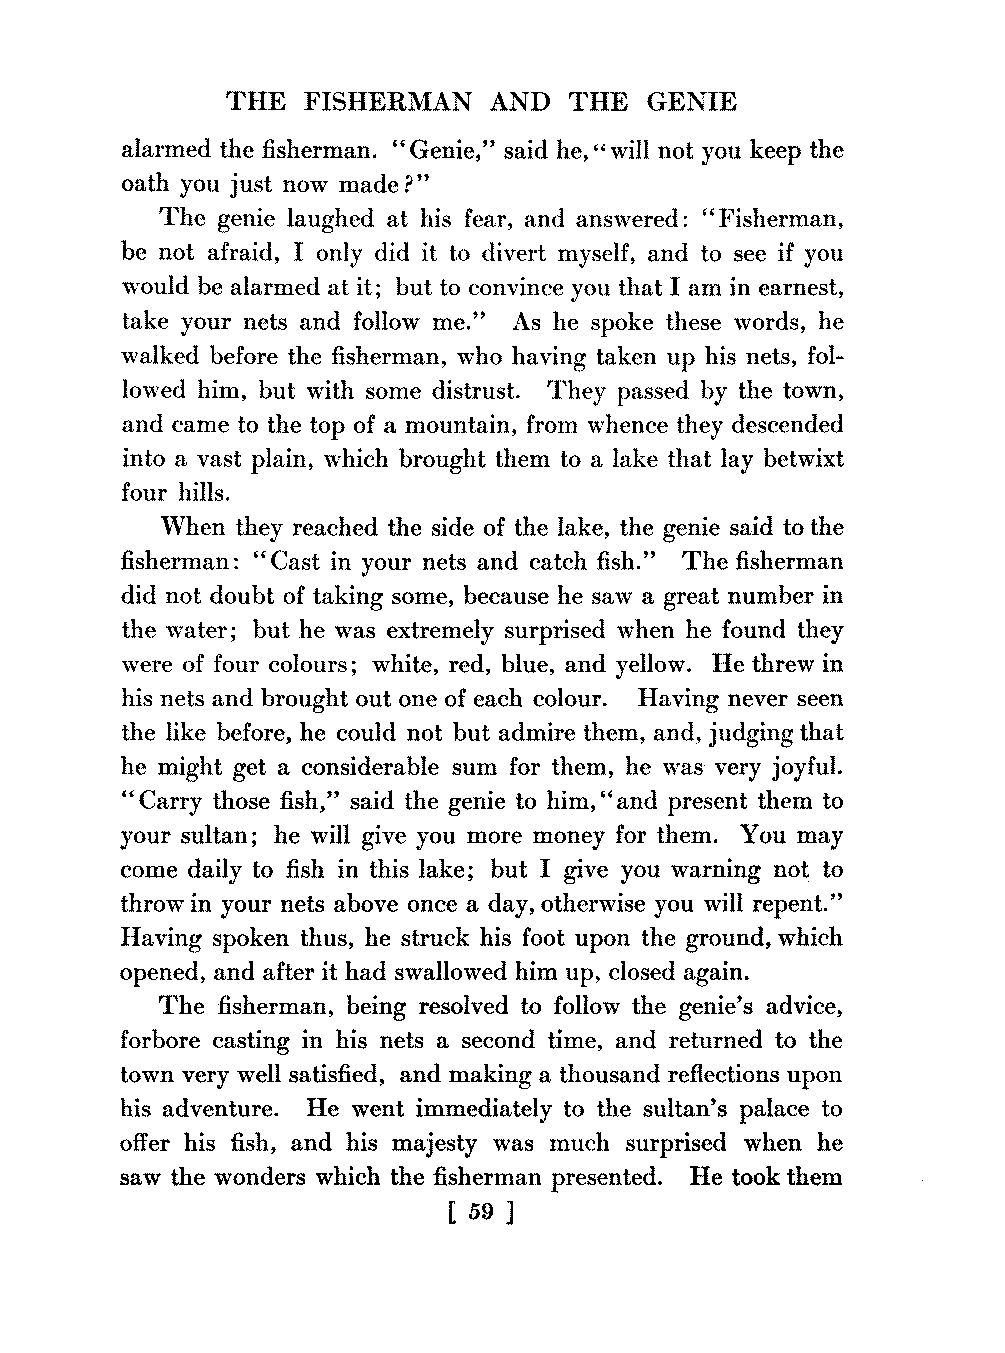 THE FISHERMAN AND THE GENIE
alarmed the fisherman. “Genie,” said he, “will not you keep the
oath you just now made?”
The genie laughed at his fear, and answered: “Fisherman,
be not afraid, I only did it to divert myself, and to see if you
would be alarmed at it; but to convince you that I am in earnest,
take your nets and follow me.” As he spoke these words, he
walked before the fisherman, who having taken up his nets, fol-
lowed him, but with some distrust. They passed by the town,
and came to the top of a mountain, from whence they descended
into a vast plain, which brought them to a lake that lay betwixt
four hills.
When they reached the side of the lake, the genie said to the
fisherman: “Cast in your nets and catch fish.” The fisherman
did not doubt of taking some, because he saw a great number in
the water; but he was extremely surprised when he found they
were of four colours; white, red, blue, and yellow. He threw in
his nets and brought out one of each colour. Having never seen
the like before, he could not but admire them, and, judging that
he might get a considerable sum for them, he was very joyful.
“Carry those fish,” said the genie to him, “and present them to
your sultan; he will give you more money for them. You may
come daily to fish in this lake; but I give you warning not to
throw in your nets above once a day, otherwise you will repent.”
Having spoken thus, he struck his foot upon the ground, which
opened, and after it had swallowed him up, closed again.
The fisherman, being resolved to follow the genie’s advice,
forbore casting in his nets a second time, and returned to the
town very well satisfied, and making a thousand reflections upon
his adventure. He went immediately to the sultan’s palace to
offer his fish, and his majesty was much surprised when he
saw the wonders which the fisherman presented. He took them
[ 59 ]